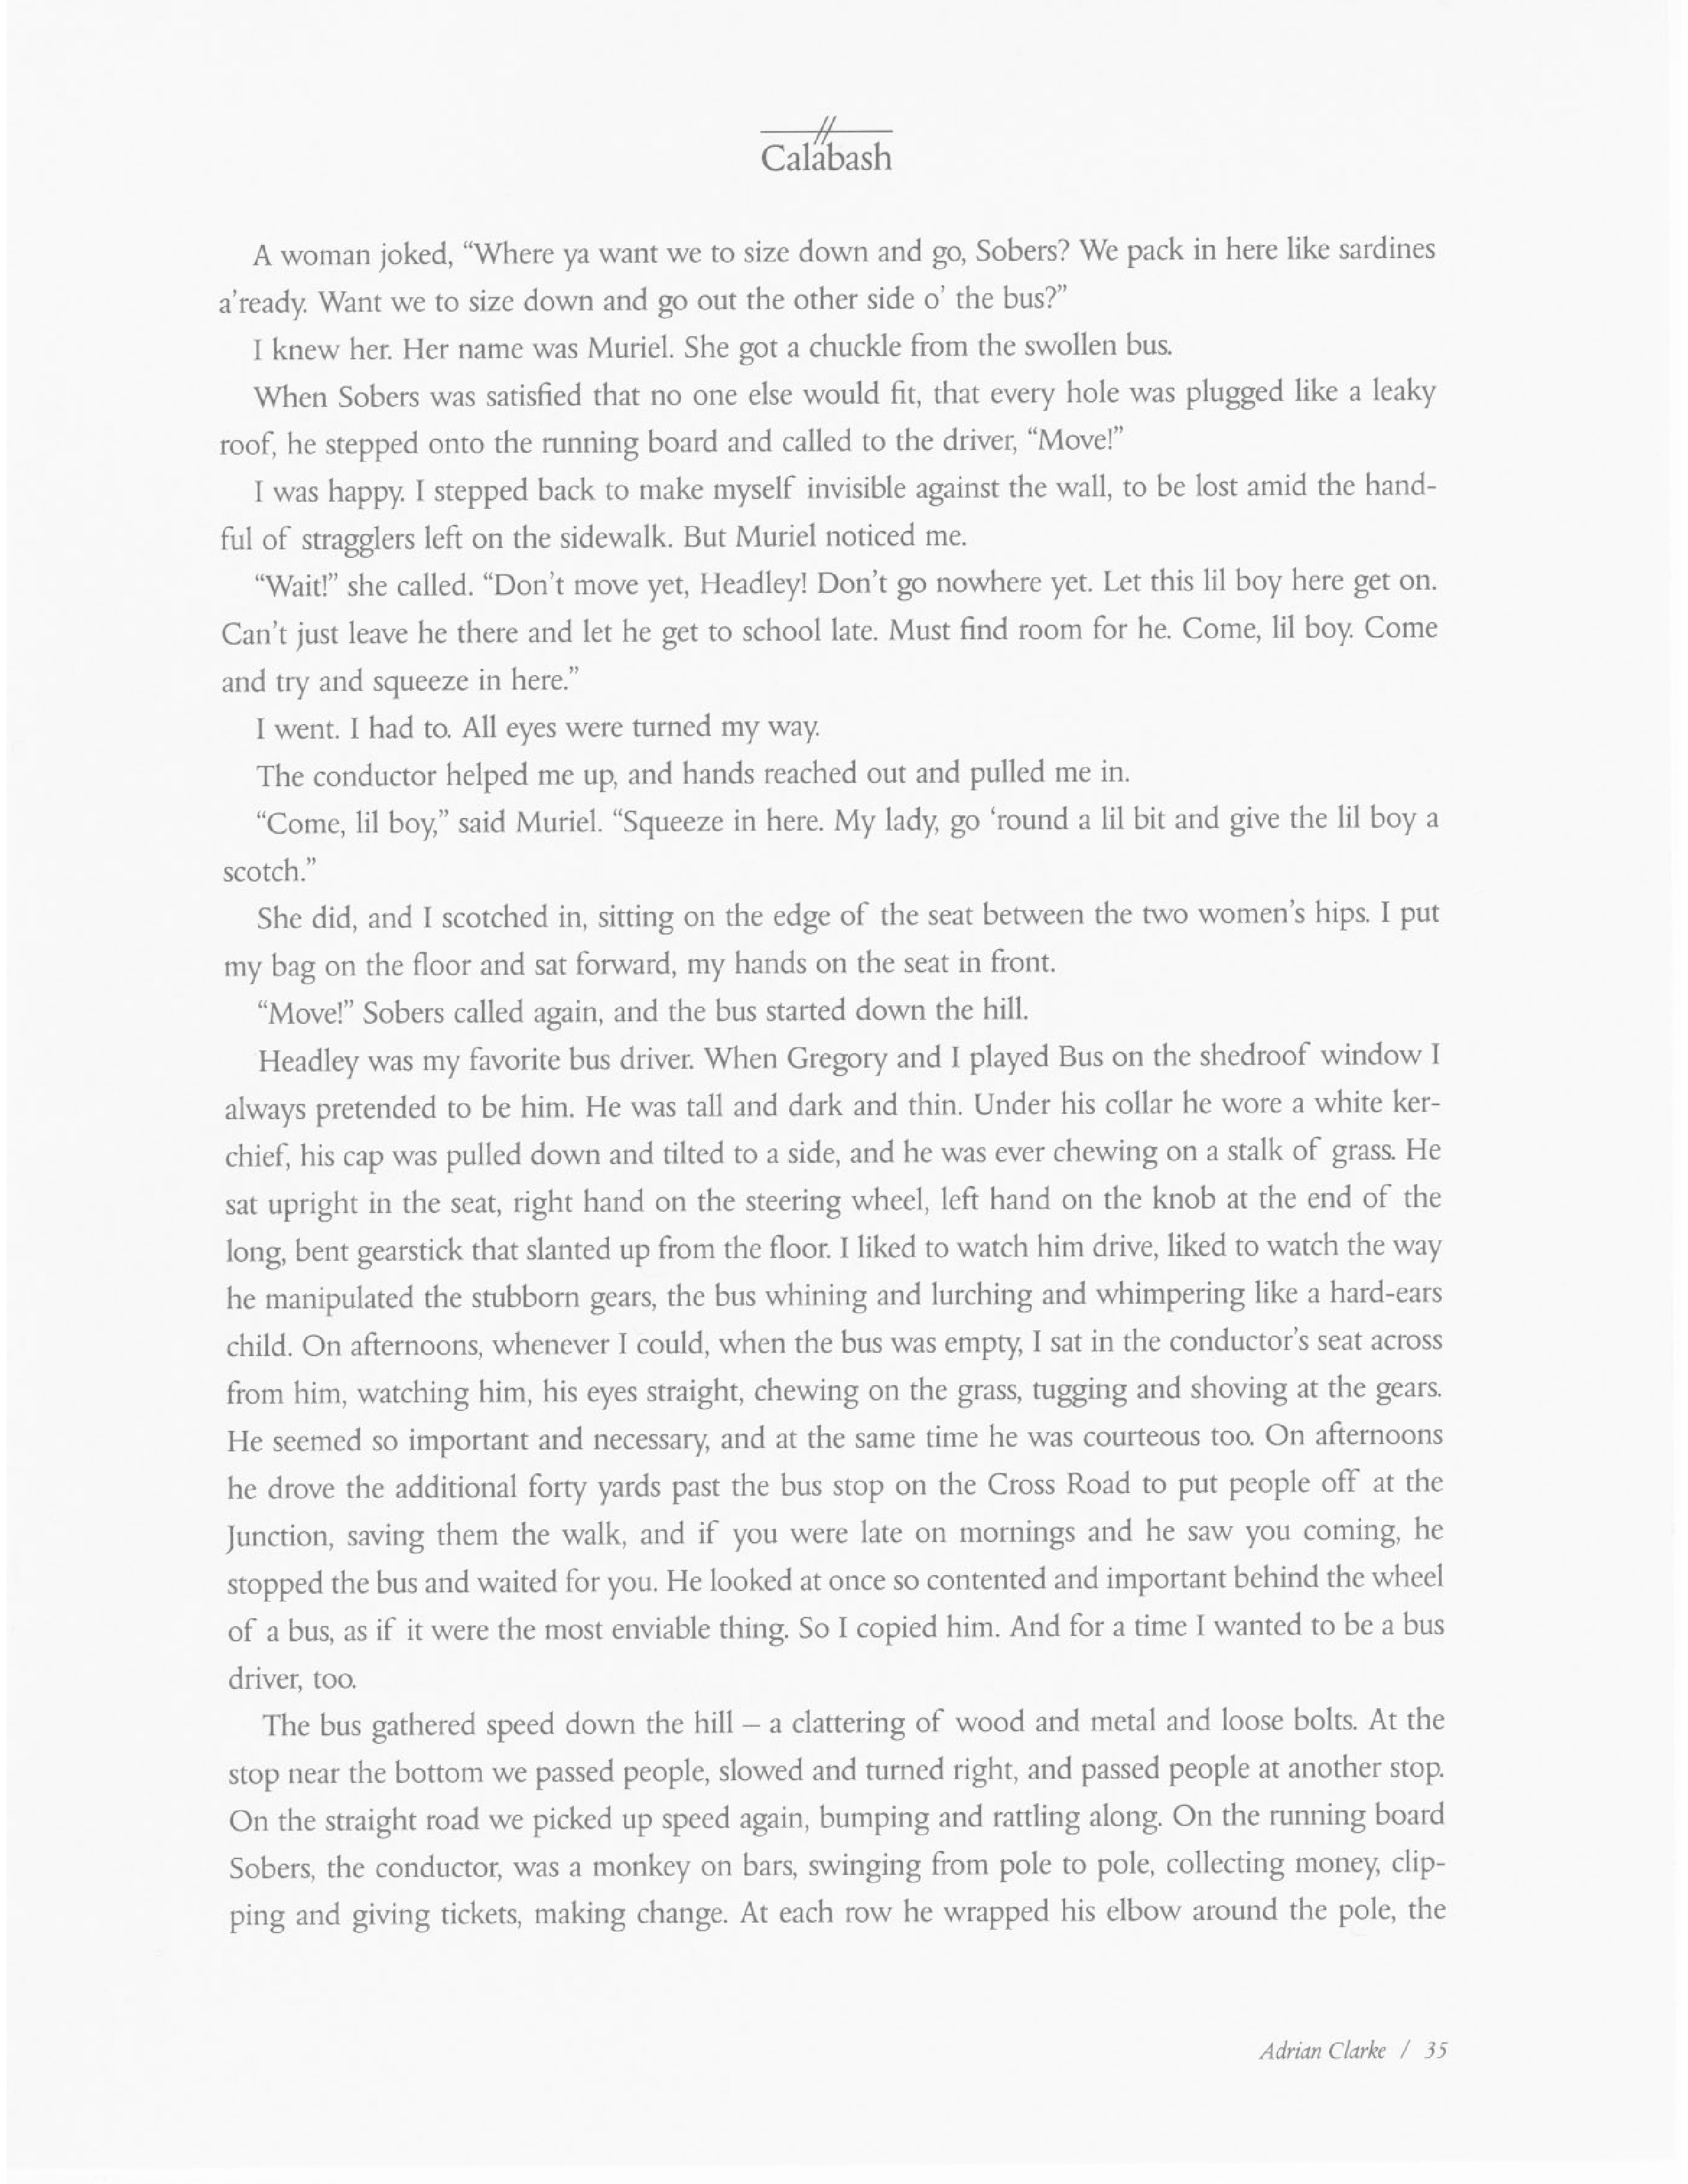 Calabash
A woman joked, “Where ya want we to size down and go, Sobers? We pack in here like sardines
a’ready. Want we to size down and go out the other side o’ the bus?”
I knew her. Her name was Muriel. She got a chuckle from the swollen bus.
When Sobers was satisfied that no one else would fit, that every hole was plugged like a leaky
roof, he stepped onto the running board and called to the driver, “Move!”
I was happy. I stepped back to make myself invisible against the wall, to be lost amid the hand-
ful of stragglers left on the sidewalk. But Muriel noticed me.
“Wait!” she called. “Don’t move yet, Headley! Don’t go nowhere yet. Let this lil boy here get on.
Can’t just leave he there and let he get to school late. Must find room for he. Come, lil boy. Come
and try and squeeze in here.”
I went. I had to. All eyes were turned my way.
The conductor helped me up, and hands reached out and pulled me in.
“Come, lil boy,” said Muriel. “Squeeze in here. My lady, go ‘round a lil bit and give the lil boy a
scotch.”
She did, and I scotched in, sitting on the edge of the seat between the two women’s hips. I put
my bag on the floor and sat forward, my hands on the seat in front.
“Move!” Sobers called again, and the bus started down the hill.
Headley was my favorite bus driver. When Gregory and I played Bus on the shedroof window I
always pretended to be him. He was tall and dark and thin. Under his collar he wore a white ker-
chief, his cap was pulled down and tilted to a side, and he was ever chewing on a stalk of grass. He
sat upright in the seat, right hand on the steering wheel, left hand on the knob at the end of the
long, bent gearstick that slanted up from the floor. I liked to watch him drive, liked to watch the way
he manipulated the stubborn gears, the bus whining and lurching and whimpering like a hard-ears
child. On afternoons, whenever I could, when the bus was empty, I sat in the conductor’s seat across
from him, watching him, his eyes straight, chewing on the grass, tugging and shoving at the gears.
He seemed so important and necessary, and at the same time he was courteous too. On afternoons
he drove the additional forty yards past the bus stop on the Cross Road to put people off at the
Junction, saving them the walk, and if you were late on mornings and he saw you coming, he
stopped the bus and waited for you. He looked at once so contented and important behind the wheel
of a bus, as if it were the most enviable thing. So I copied him. And for a time I wanted to be a bus
driver, too.
The bus gathered speed down the hill – a clattering of wood and metal and loose bolts. At the
stop near the bottom we passed people, slowed and turned right, and passed people at another stop.
On the straight road we picked up speed again, bumping and rattling along. On the running board
Sobers, the conductor, was a monkey on bars, swinging from pole to pole, collecting money, clip-
ping and giving tickets, making change. At each row he wrapped his elbow around the pole, the
Adrian Clarke / 35